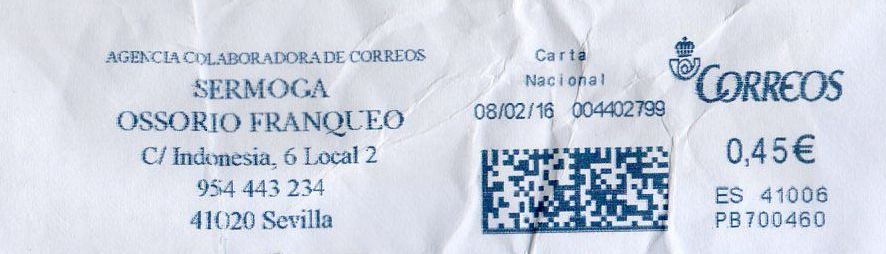 AGENCIA COLABORADORA DE CORREOS
SERMOGA
OSSORIO FRANQUEO
C/ Indonesia, 6 Local 2
954 443 234
41020 Sevilla
Carta
Nacional
08/02/16 004402799
CORREOS
0,45€
ES 41006
PB700460